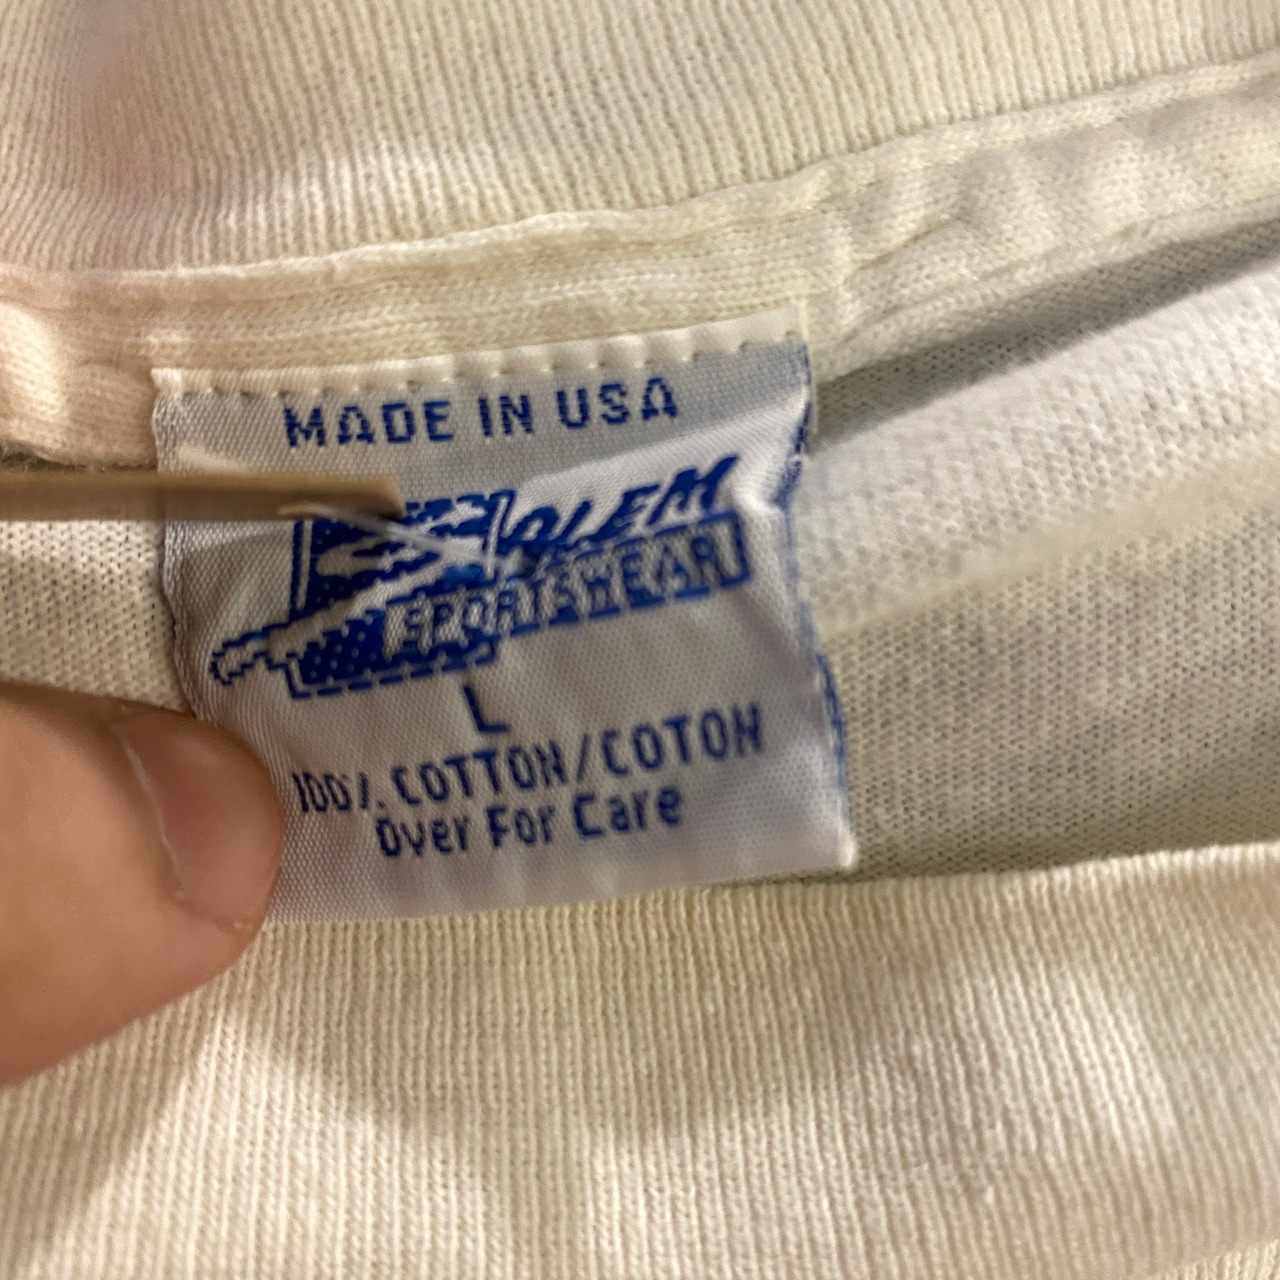 MADE IN USA
SPORTSWEAR
L
100% COTTON/COTON
Over For Care